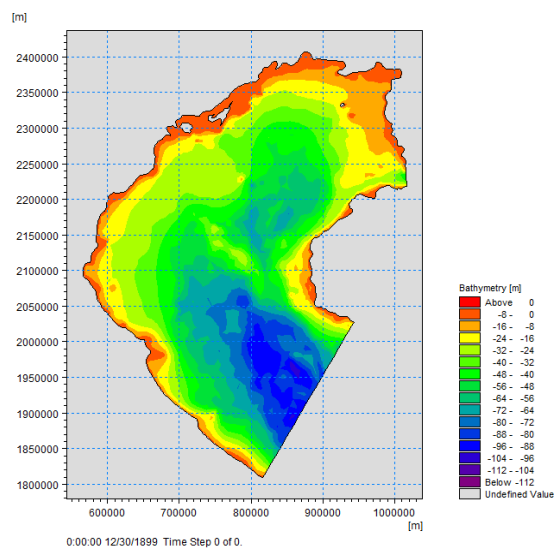 [m]
2400000
2350000
2300000
2250000
2200000
2150000
2100000
2050000
2000000
1950000
1900000
1850000
1800000
600000 700000 800000 900000 1000000
[m]
0:00:00 12/30/1899 Time Step 0 of 0.
Bathymetry [m]
Above 0
-8 - 0
-16 - -8
-24 - -16
-32 - -24
-40 - -32
-48 - -40
-56 - -48
-64 - -56
-72 - -64
-80 - -72
-88 - -80
-96 - -88
-104 - -96
-112 - -104
Below -112
Undefined Value